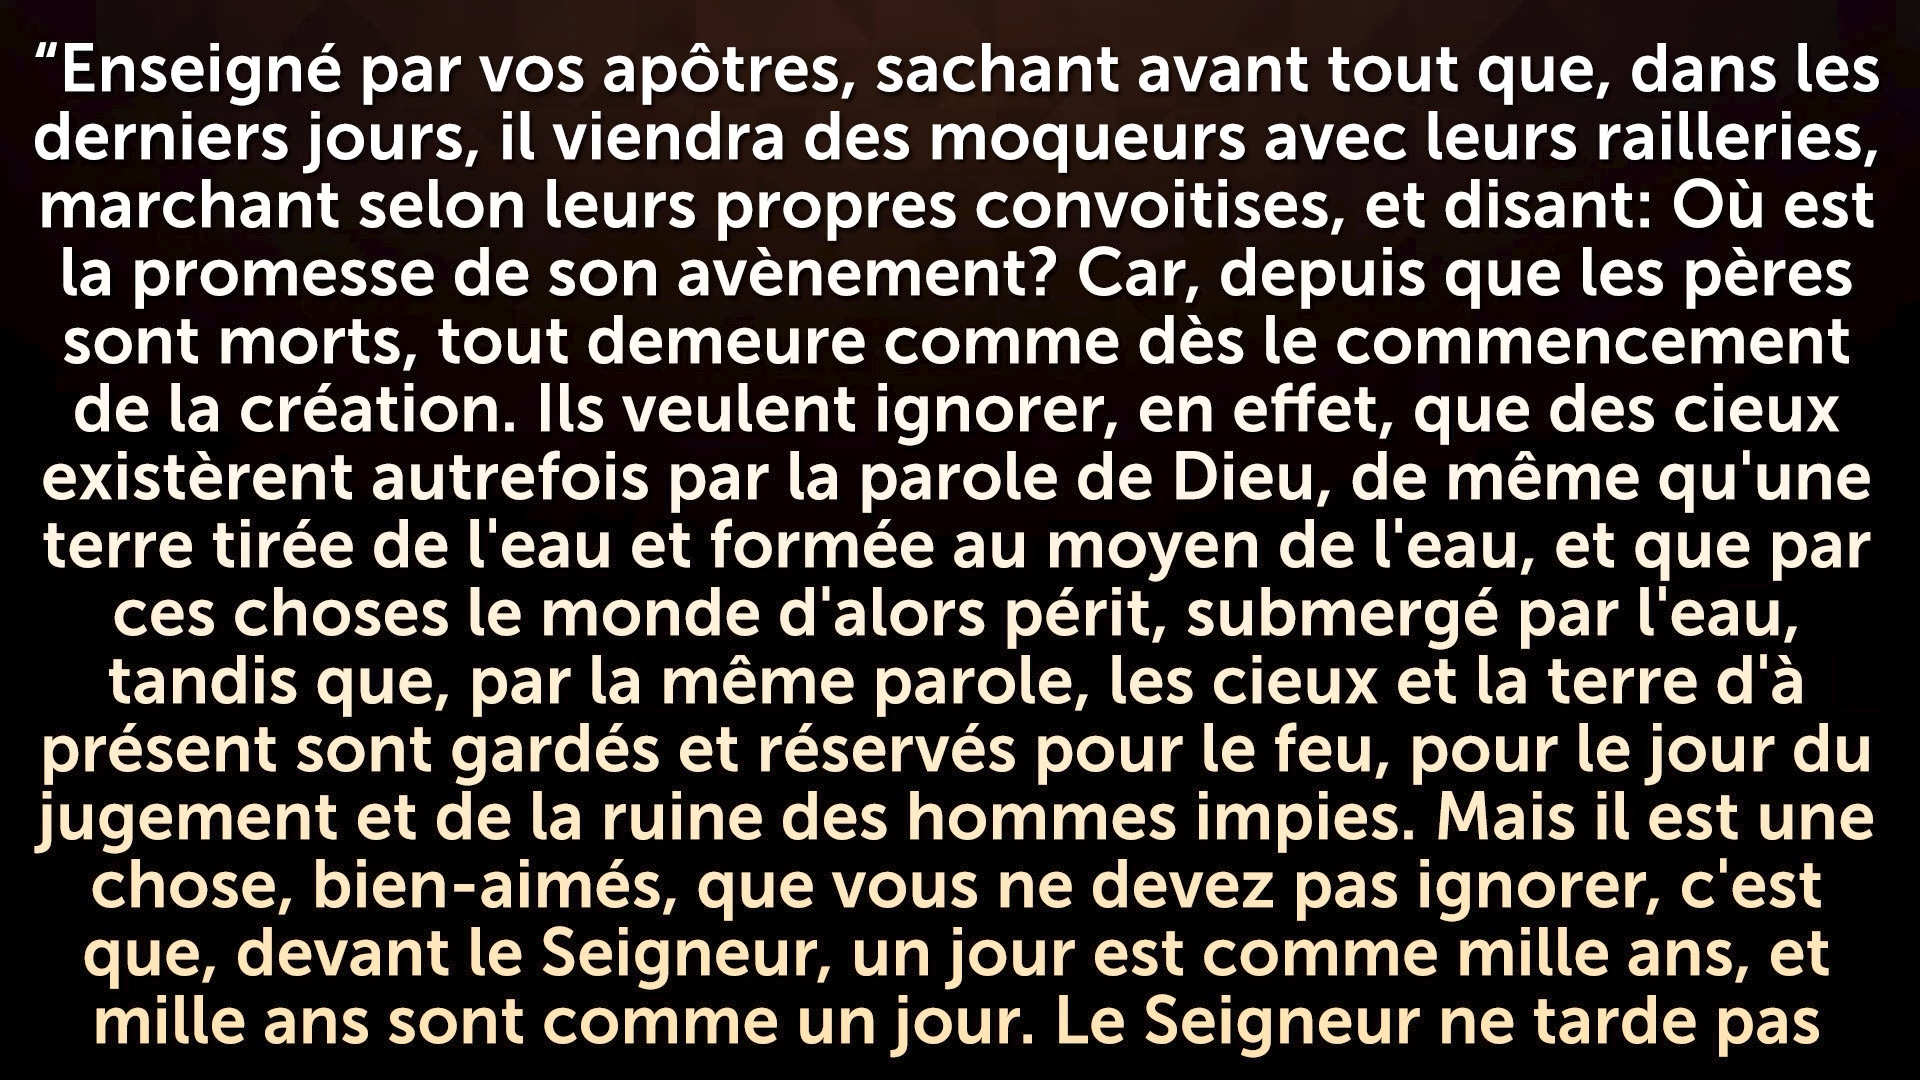 “Enseigné par vos apôtres, sachant avant tout que, dans les
derniers jours, il viendra des moqueurs avec leurs railleries,
marchant selon leurs propres convoitises, et disant: Où est
la promesse de son avènement? Car, depuis que les pères
sont morts, tout demeure comme dès le commencement
de la création. Ils veulent ignorer, en effet, que des cieux
existèrent autrefois par la parole de Dieu, de même qu'une
terre tirée de l'eau et formée au moyen de l'eau, et que par
ces choses le monde d'alors périt, submergé par l'eau,
tandis que, par la même parole, les cieux et la terre d'à
présent sont gardés et réservés pour le feu, pour le jour du
jugement et de la ruine des hommes impies. Mais il est une
chose, bien-aimés, que vous ne devez pas ignorer, c'est
que, devant le Seigneur, un jour est comme mille ans, et
mille ans sont comme un jour. Le Seigneur ne tarde pas